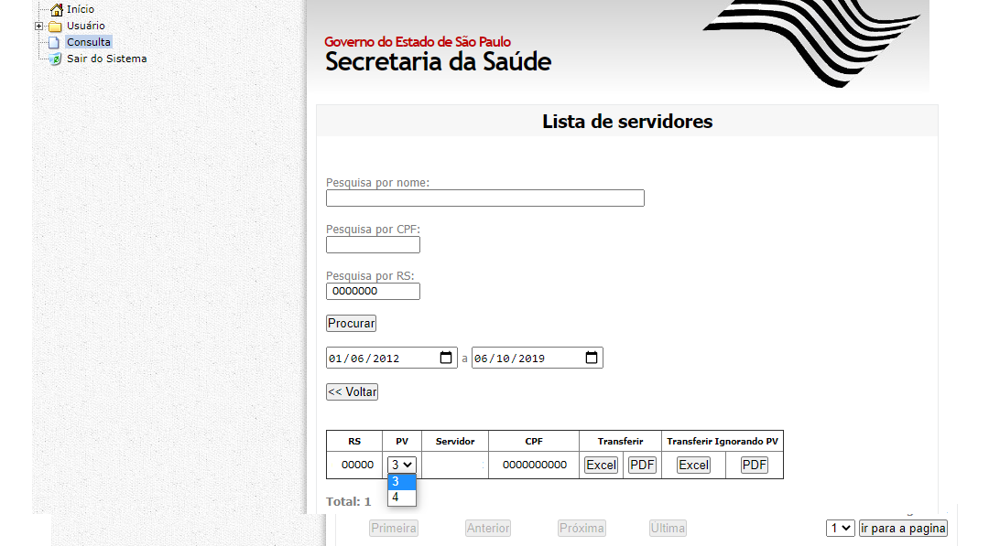 Início
Usuário
Consulta
Sair do Sistema
Governo do Estado de São Paulo
Secretaria da Saúde
Lista de servidores
Pesquisa por nome:
Pesquisa por CPF:
Pesquisa por RS:
0000000
Procurar
01/06/2012 a 06/10/2019
<< Voltar
RS PV Servidor CPF Transferir Transferir Ignorando PV
00000 3 0000000000 Excel PDF Excel PDF
3
4
Total: 1
Primeira Anterior Próxima Última 1 ir para a pagina